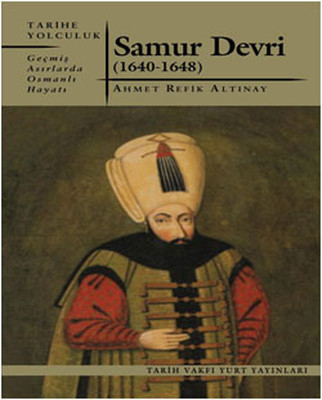 TARİHE
YOLCULUK
Geçmiş
Asırlarda
Osmanlı
Hayatı
Samur Devri
(1640-1648)
AHMET REFİK ALTINAY
TARİH VAKFI YURT YAYINLARI